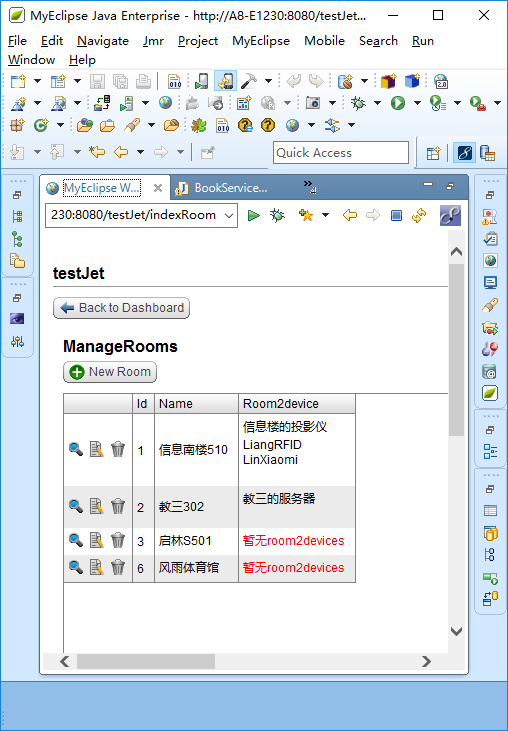 MyEclipse Java Enterprise - http://A8-E1230:8080/testJet...
File Edit Navigate Jmr Project MyEclipse Mobile Search Run
Window Help
010
2.0
010
Quick Access
MyEclipse W...
BookService...
»4
230:8080/testJet/indexRoom
testJet
Back to Dashboard
ManageRooms
New Room
Id Name Room2device
1 信息南楼510 信息楼的投影仪
LiangRFID
LinXiaomi
2 教三302 教三的服务器
3 启林S501 暂无room2devices
6 风雨体育馆 暂无room2devices